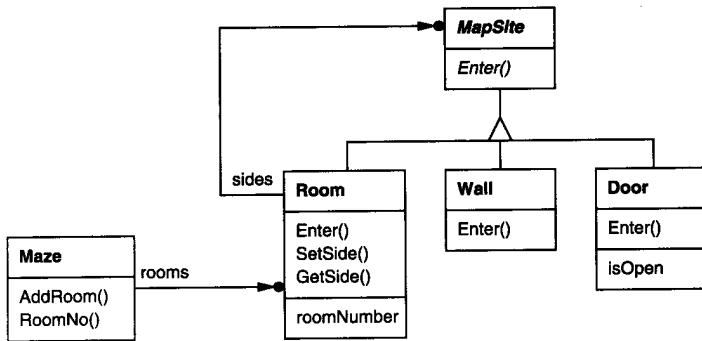 MapSite
Enter()
sides
Room
Enter()
SetSide()
GetSide()
roomNumber
Wall
Enter()
Door
Enter()
isOpen
Maze
AddRoom()
RoomNo()
rooms